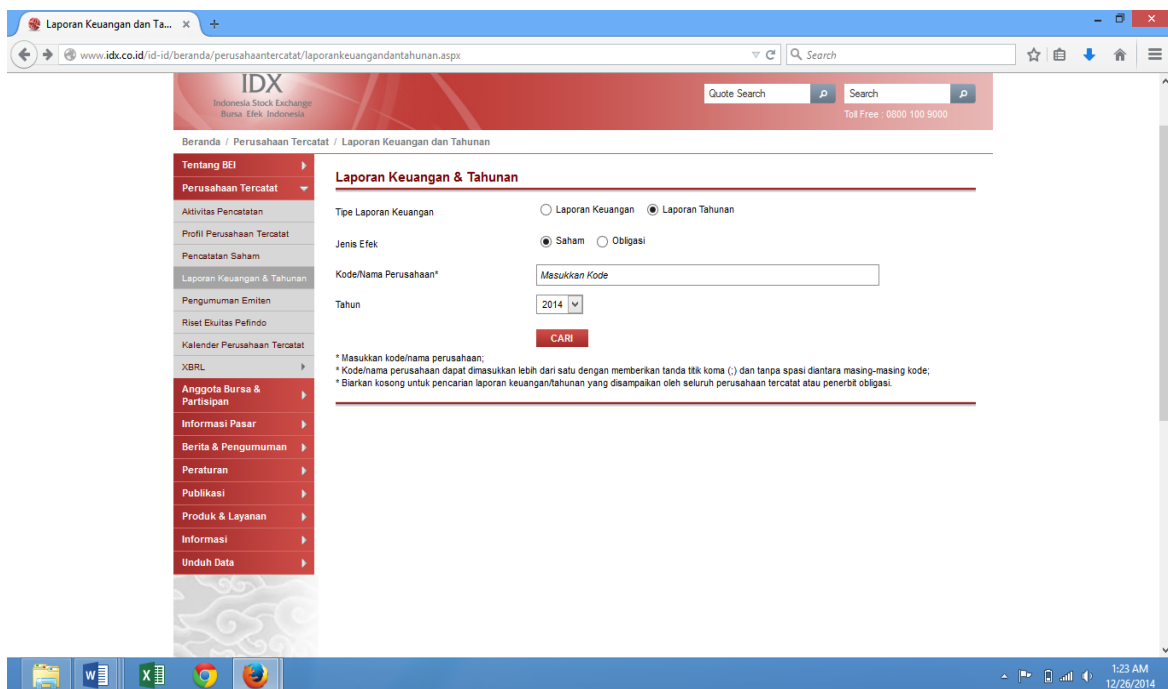 Laporan Keuangan dan Ta...
www.idx.co.id/id-id/beranda/perusahaantercatat/laporankeuangandantahunan.aspx
Search
IDX
Indonesia Stock Exchange
Bursa Efek Indonesia
Quote Search
Search
Toll Free : 0800 100 9000
Beranda / Perusahaan Tercatat / Laporan Keuangan dan Tahunan
Tentang BEI
Perusahaan Tercatat
Aktivitas Pencatatan
Profil Perusahaan Tercatat
Pencatatan Saham
Laporan Keuangan & Tahunan
Pengumuman Emiten
Riset Ekuitas Pefindo
Kalender Perusahaan Tercatat
XBRL
Anggota Bursa &
Partisipan
Informasi Pasar
Berita & Pengumuman
Peraturan
Publikasi
Produk & Layanan
Informasi
Unduh Data
Laporan Keuangan & Tahunan
Tipe Laporan Keuangan Laporan Keuangan Laporan Tahunan
Jenis Efek Saham Obligasi
Kode/Nama Perusahaan* Masukkan Kode
Tahun 2014
CARI
* Masukkan kode/nama perusahaan;
* Kode/nama perusahaan dapat dimasukkan lebih dari satu dengan memberikan tanda titik koma (;) dan tanpa spasi diantara masing-masing kode;
* Biarkan kosong untuk pencarian laporan keuangan/tahunan yang disampaikan oleh seluruh perusahaan tercatat atau penerbit obligasi.
1:23 AM
12/26/2014